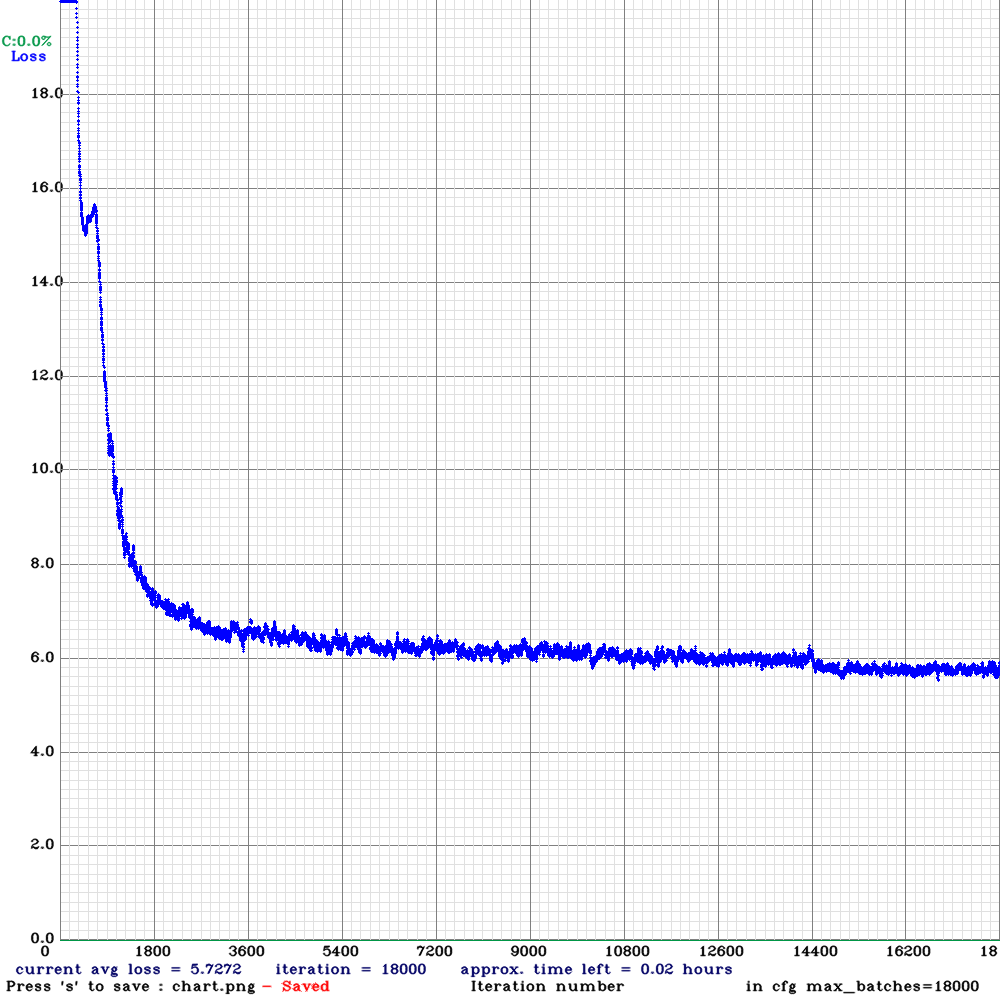 C:0.0%
Loss
18.0
16.0
14.0
12.0
10.0
8.0
6.0
4.0
2.0
0.0
0 1800 3600 5400 7200 9000 10800 12600 14400 16200 18
current avg loss = 5.7272 iteration = 18000 approx. time left = 0.02 hours
Press 's' to save : chart.png - Saved Iteration number in cfg max_batches=18000